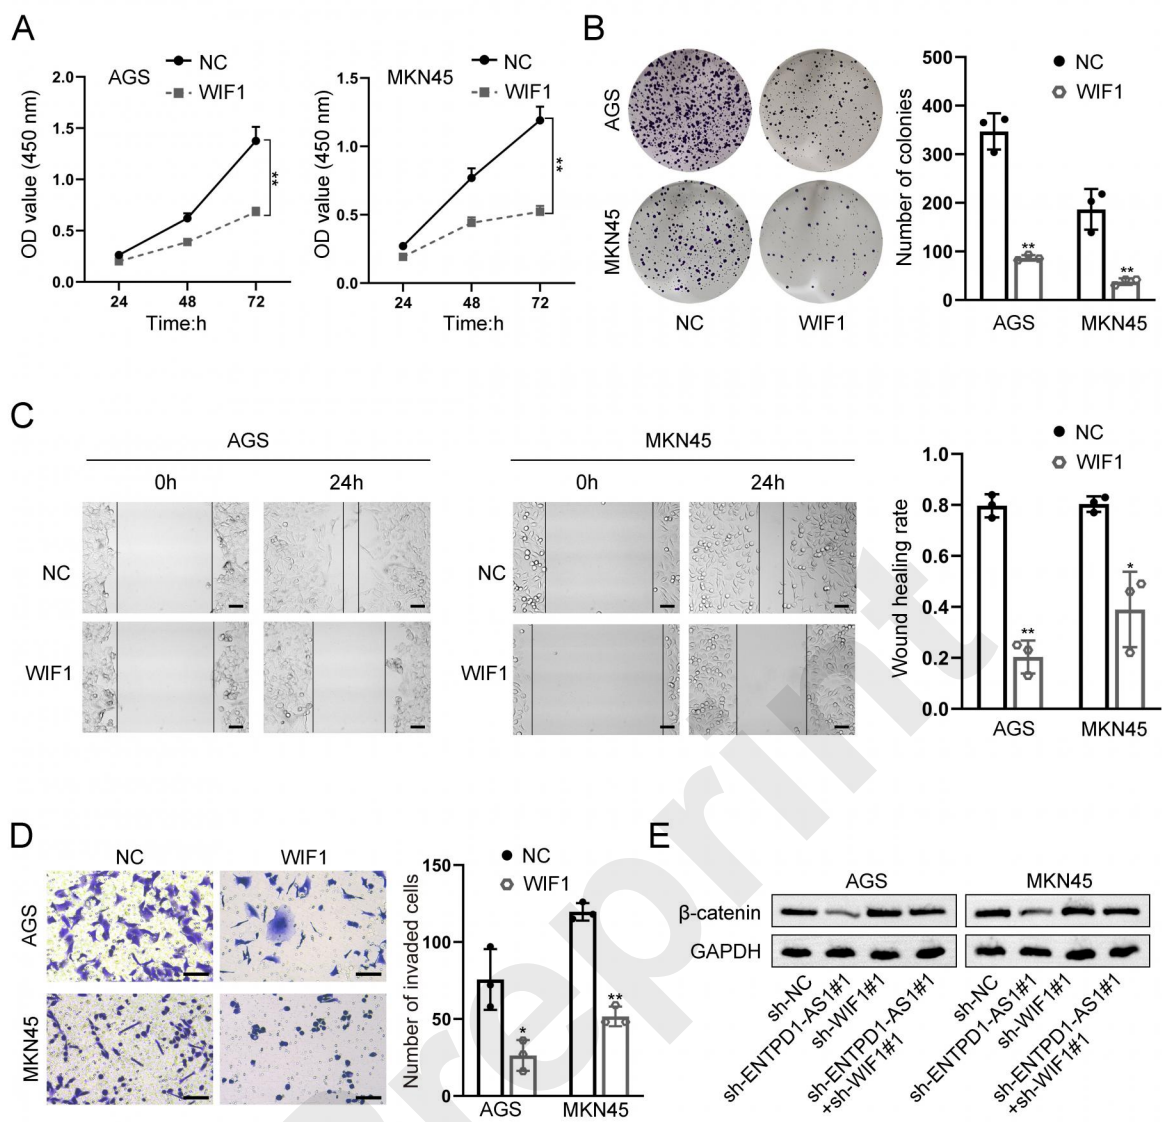 A
AGS
NC
WIF1
OD value (450 nm)
2.0
1.5
1.0
0.5
0.0
24
48
72
Time:h
**
MKN45
NC
WIF1
OD value (450 nm)
1.5
1.0
0.5
0.0
24
48
72
Time:h
**
B
AGS
MKN45
NC
WIF1
NC
WIF1
Number of colonies
500
400
300
200
100
0
**
**
AGS
MKN45
C
AGS
MKN45
0h
24h
0h
24h
NC
WIF1
NC
WIF1
NC
WIF1
Wound healing rate
1.0
0.8
0.6
0.4
0.2
0.0
**
*
AGS
MKN45
D
NC
WIF1
AGS
MKN45
NC
WIF1
Number of invaded cells
150
100
50
0
*
**
AGS
MKN45
E
AGS
MKN45
β-catenin
GAPDH
sh-NC
sh-ENTPD1-AS1#1
sh-WIF1#1
sh-ENTPD1-AS1#1
+sh-WIF1#1
sh-NC
sh-ENTPD1-AS1#1
sh-WIF1#1
sh-ENTPD1-AS1#1
+sh-WIF1#1
Preprint